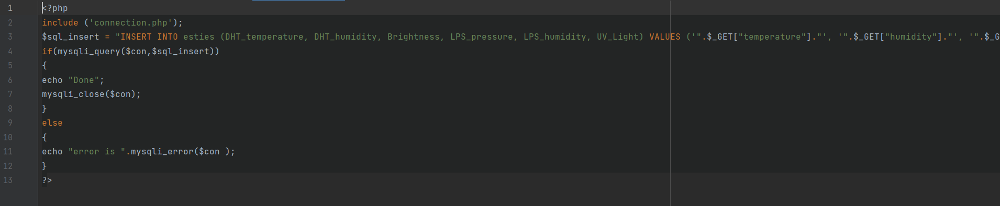 1 <?php
2 include ('connection.php');
3 $sql_insert = "INSERT INTO esties (DHT_temperature, DHT_humidity, Brightness, LPS_pressure, LPS_humidity, UV_Light) VALUES ('".$_GET["temperature"]."', '".$_GET["humidity"]."', '".$_G
4 if(mysqli_query($con,$sql_insert))
5 {
6 echo "Done";
7 mysqli_close($con);
8 }
9 else
10 {
11 echo "error is ".mysqli_error($con );
12 }
13 ?>